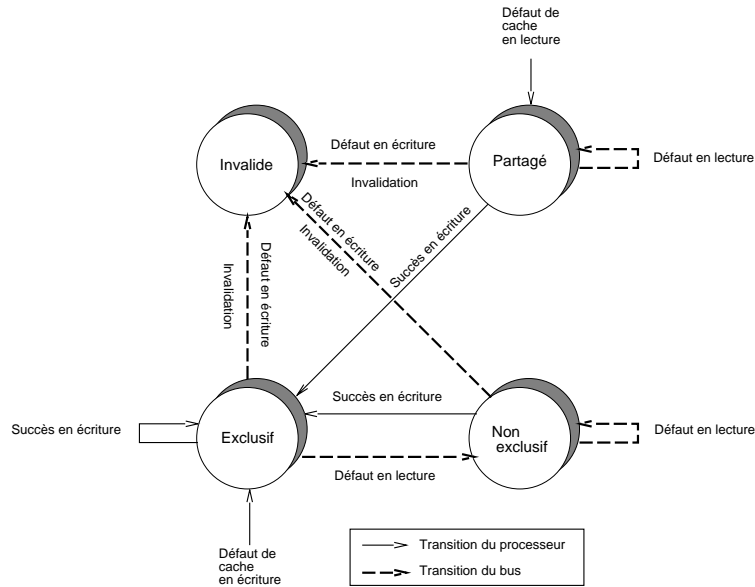 Défaut de
cache
en lecture
Défaut en écriture
Invalide
Partagé
Défaut en lecture
Invalidation
Défaut en écriture
Invalidation
Succès en écriture
Défaut en écriture
Invalidation
Succès en écriture
Succès en écriture
Exclusif
Non
exclusif
Défaut en lecture
Défaut en lecture
Défaut de
cache
en écriture
Transition du processeur
Transition du bus